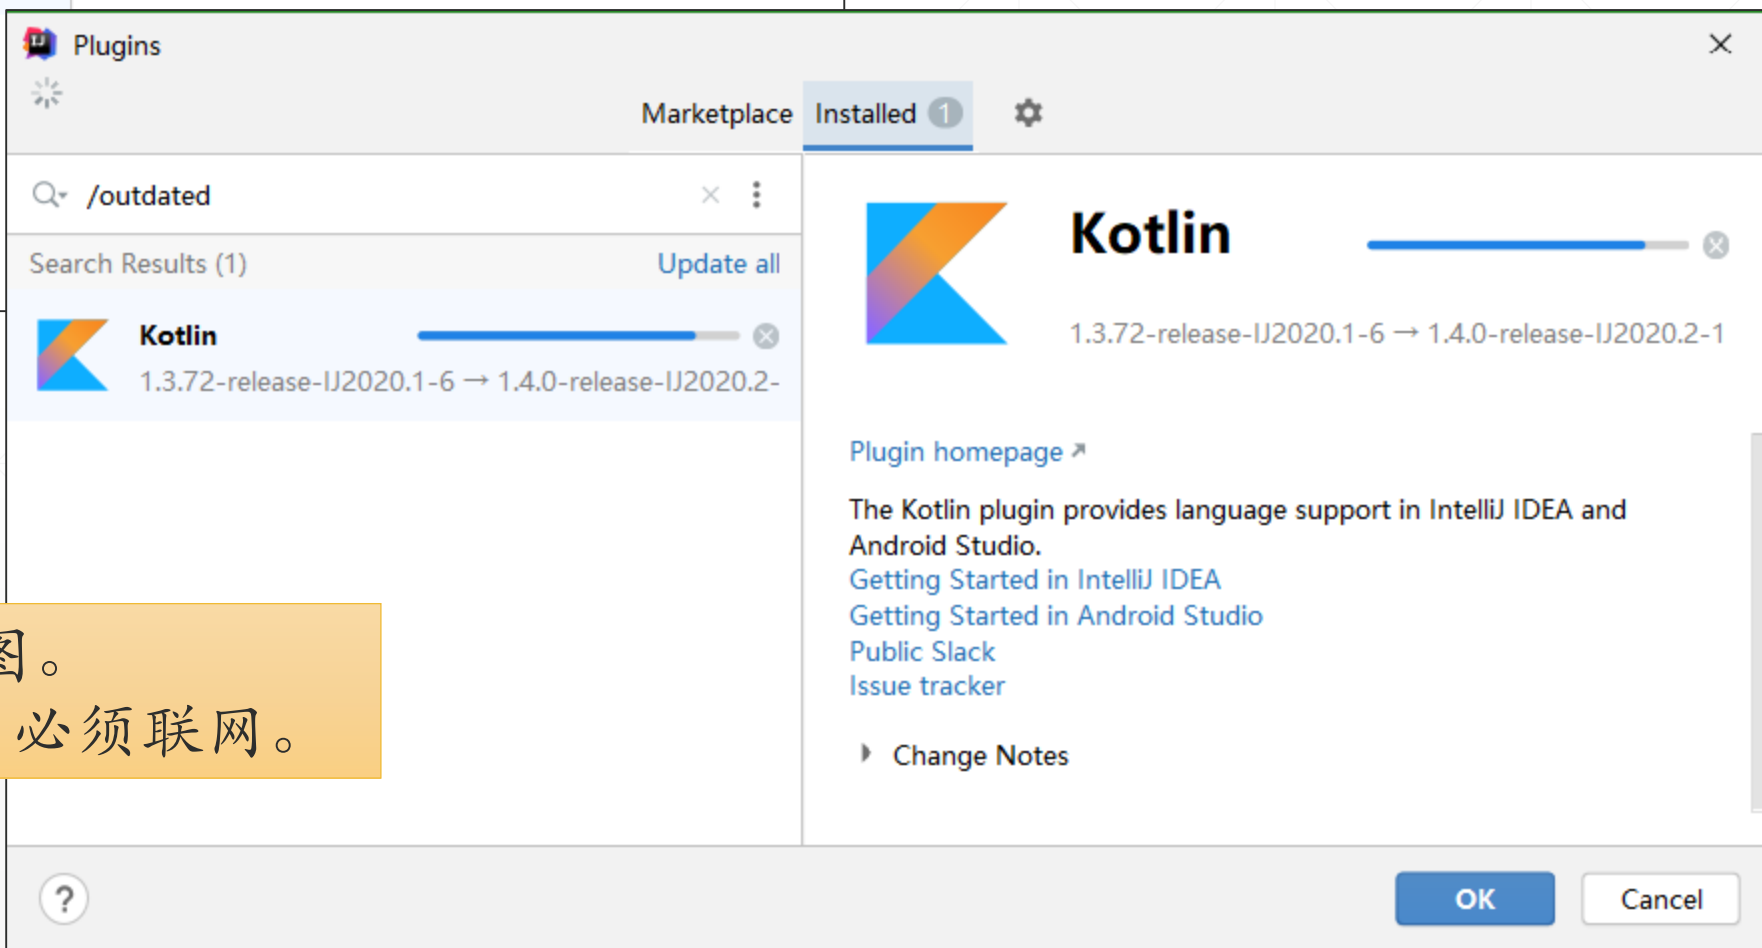 Plugins
Marketplace Installed 1
/outdated
Search Results (1) Update all
Kotlin
1.3.72-release-IJ2020.1-6 → 1.4.0-release-IJ2020.2-
Kotlin
1.3.72-release-IJ2020.1-6 → 1.4.0-release-IJ2020.2-1
Plugin homepage
The Kotlin plugin provides language support in IntelliJ IDEA and
Android Studio.
Getting Started in IntelliJ IDEA
Getting Started in Android Studio
Public Slack
Issue tracker
Change Notes
图。
必须联网。
?
OK Cancel